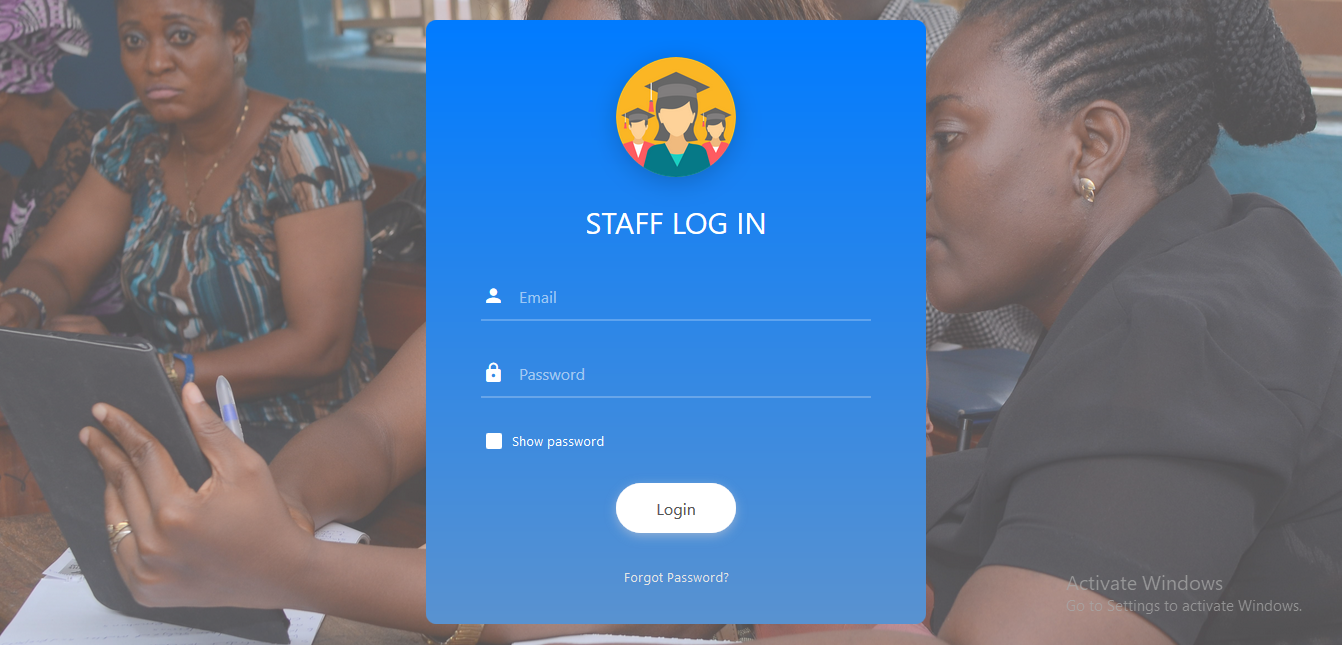 STAFF LOG IN
Email
Password
Show password
Login
Forgot Password?
Activate Windows
Go to Settings to activate Windows.